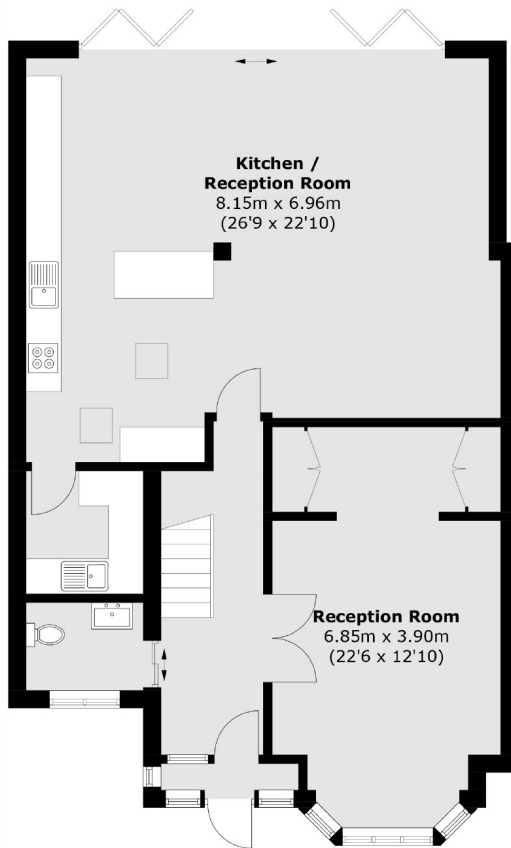 Kitchen /
Reception Room
8.15m x 6.96m
(26'9 x 22'10)
Reception Room
6.85m x 3.90m
(22'6 x 12'10)